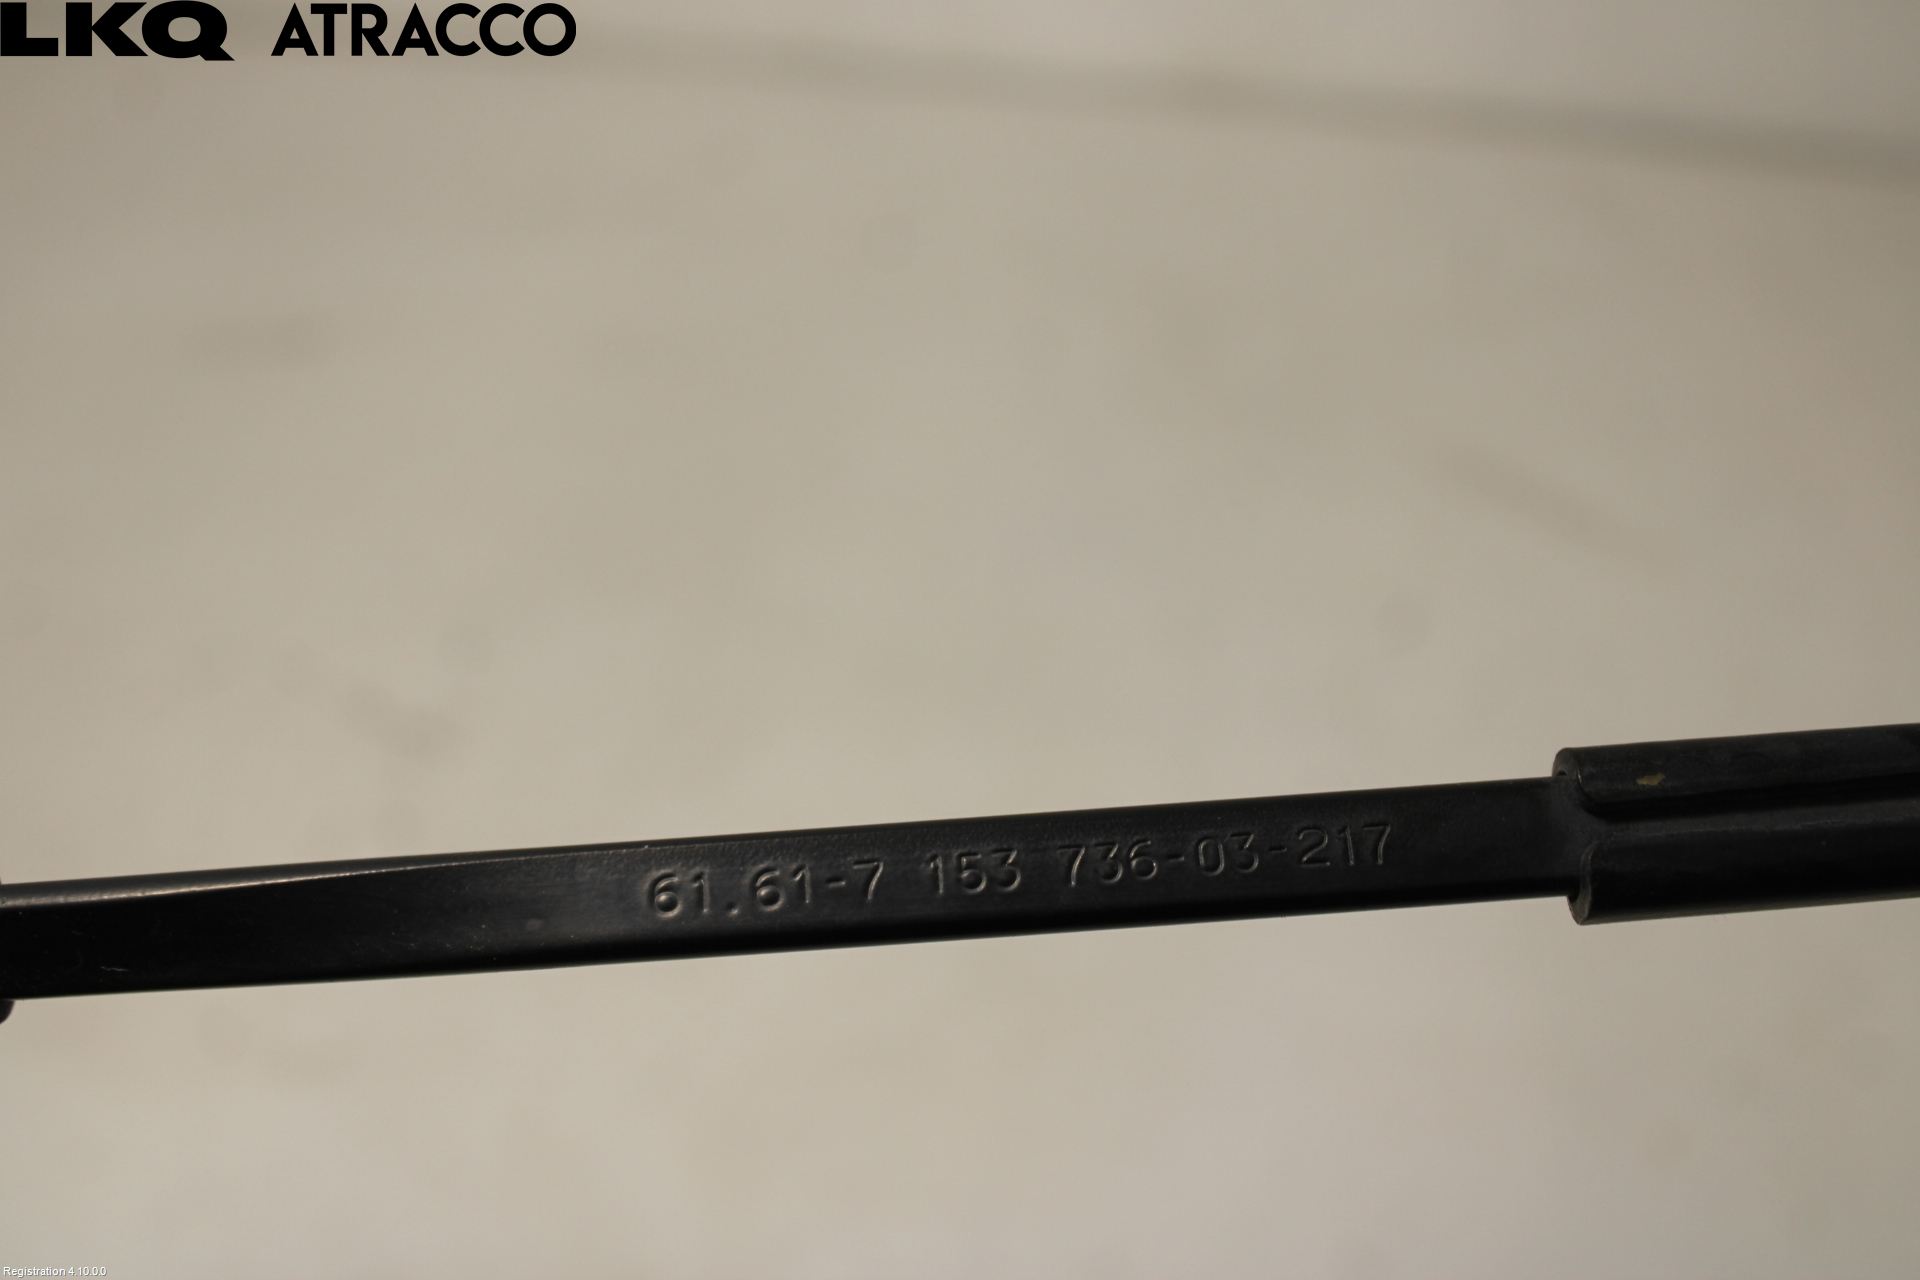 LKQ ATRACCO
61.61-7 153 736-03-217
Registration 4.10.0.0